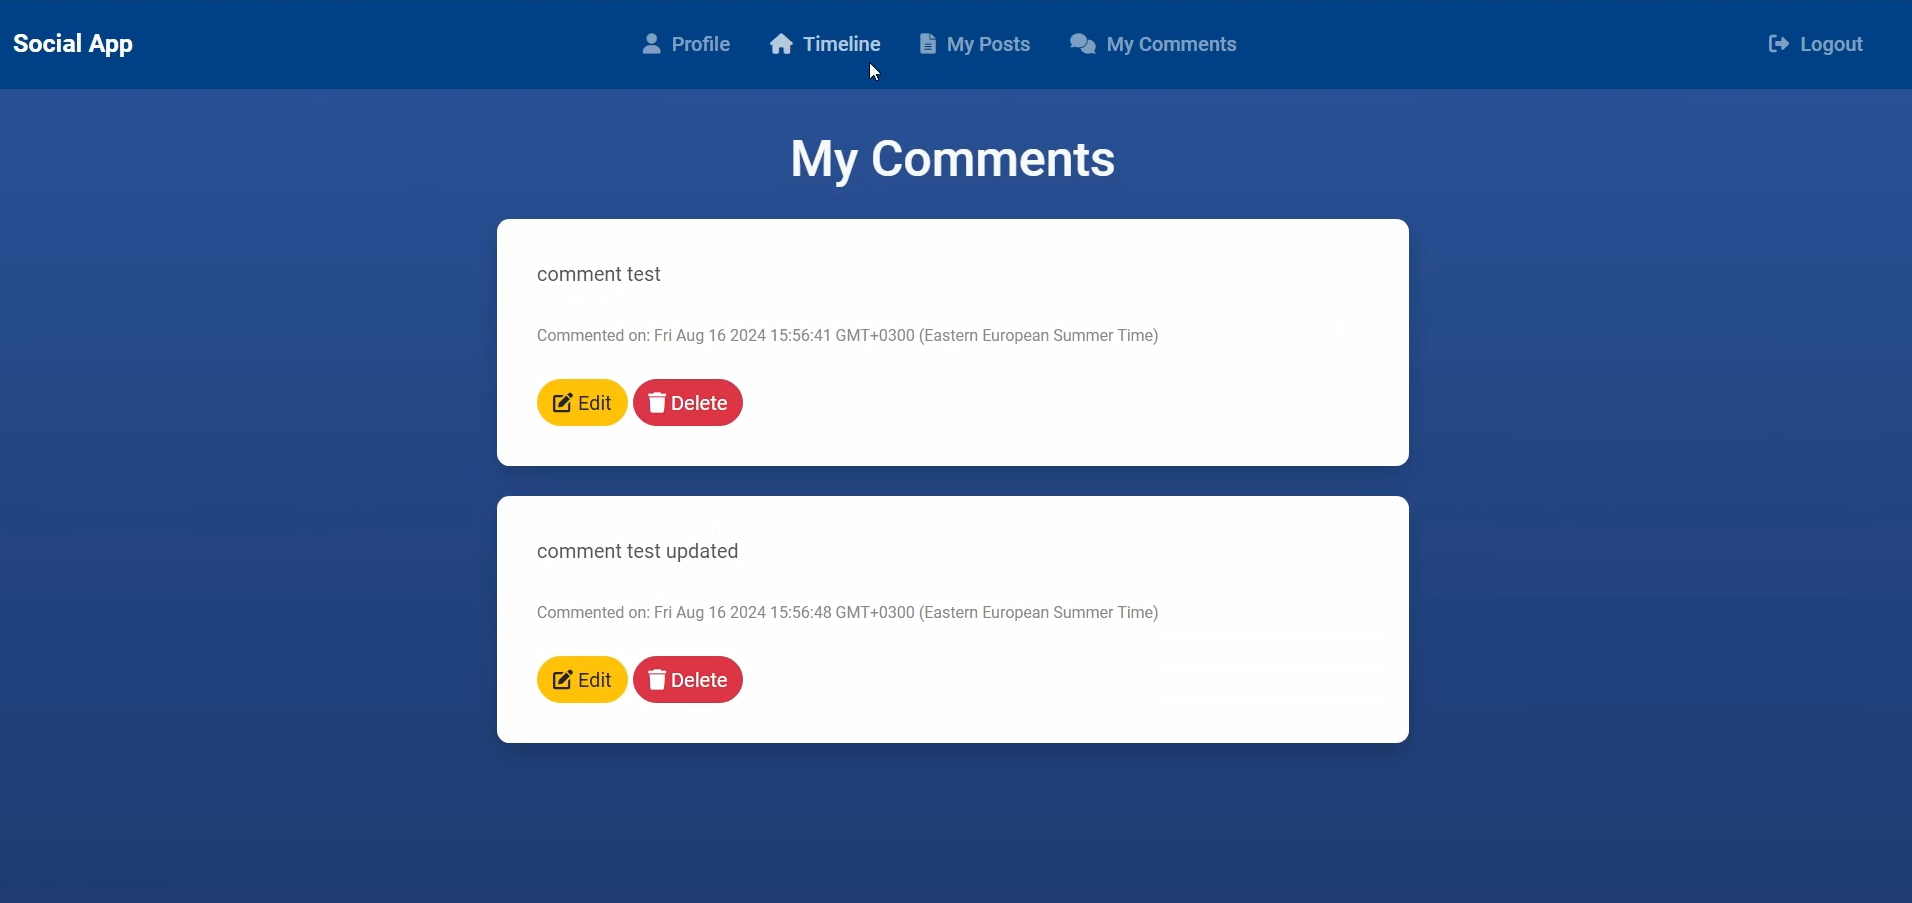 Social App
Profile
Timeline
My Posts
My Comments
Logout
My Comments
comment test
Commented on: Fri Aug 16 2024 15:56:41 GMT+0300 (Eastern European Summer Time)
Edit
Delete
comment test updated
Commented on: Fri Aug 16 2024 15:56:48 GMT+0300 (Eastern European Summer Time)
Edit
Delete